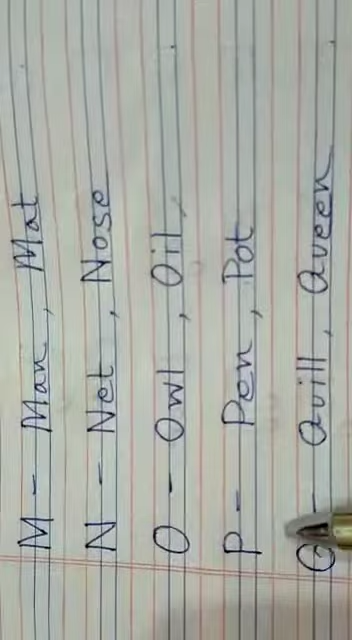 M - Man, Mat
N - Net, Nose
O - Owl, Oil,
P - Pen, Pot
Q - Quill, Queen